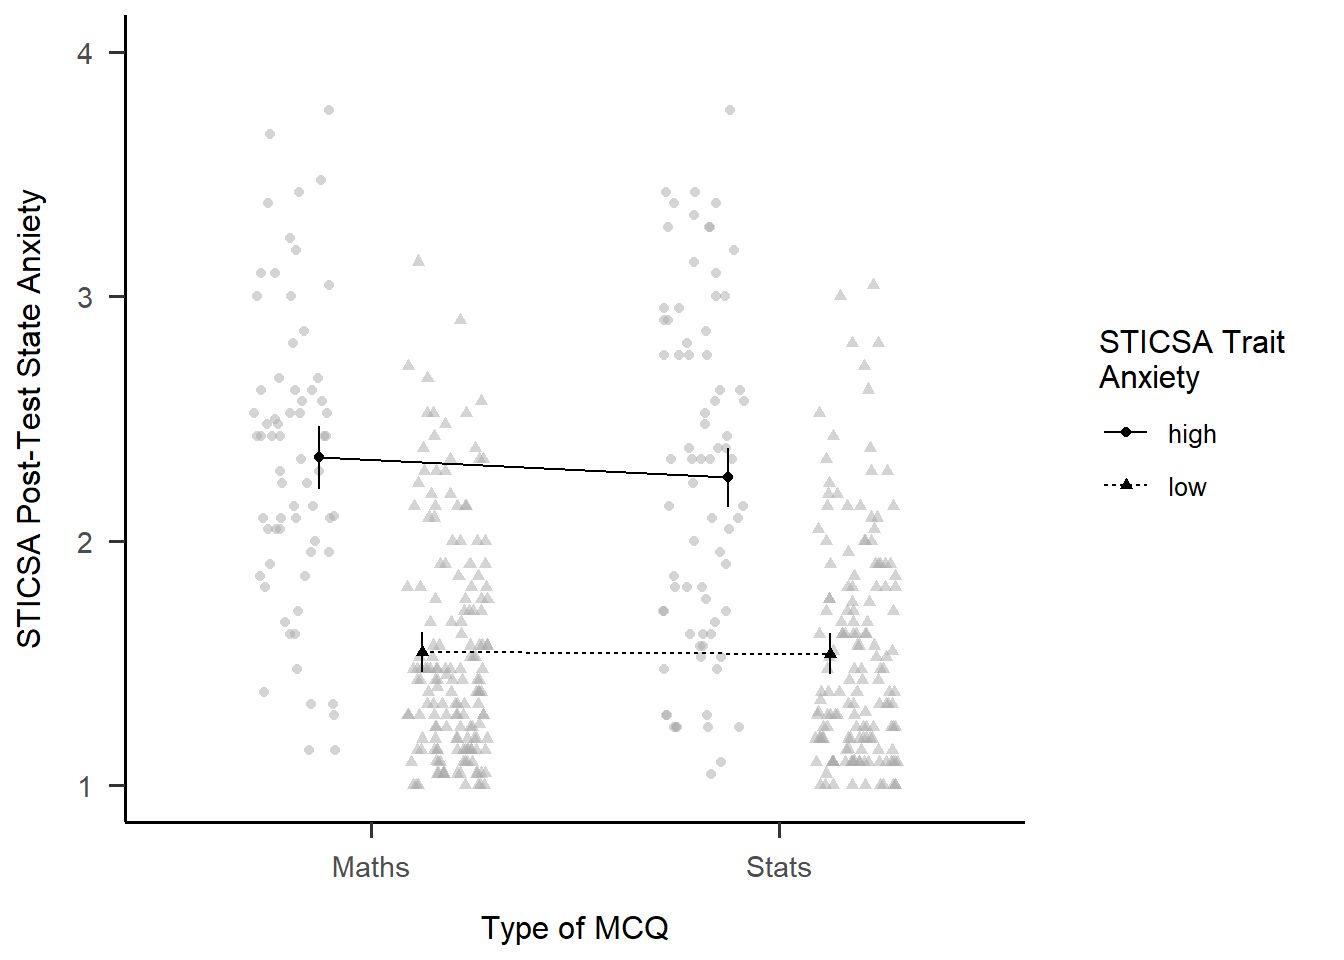 4
3
2
1
STICSA Post-Test State Anxiety
Maths
Stats
Type of MCQ
STICSA Trait
Anxiety
high
low